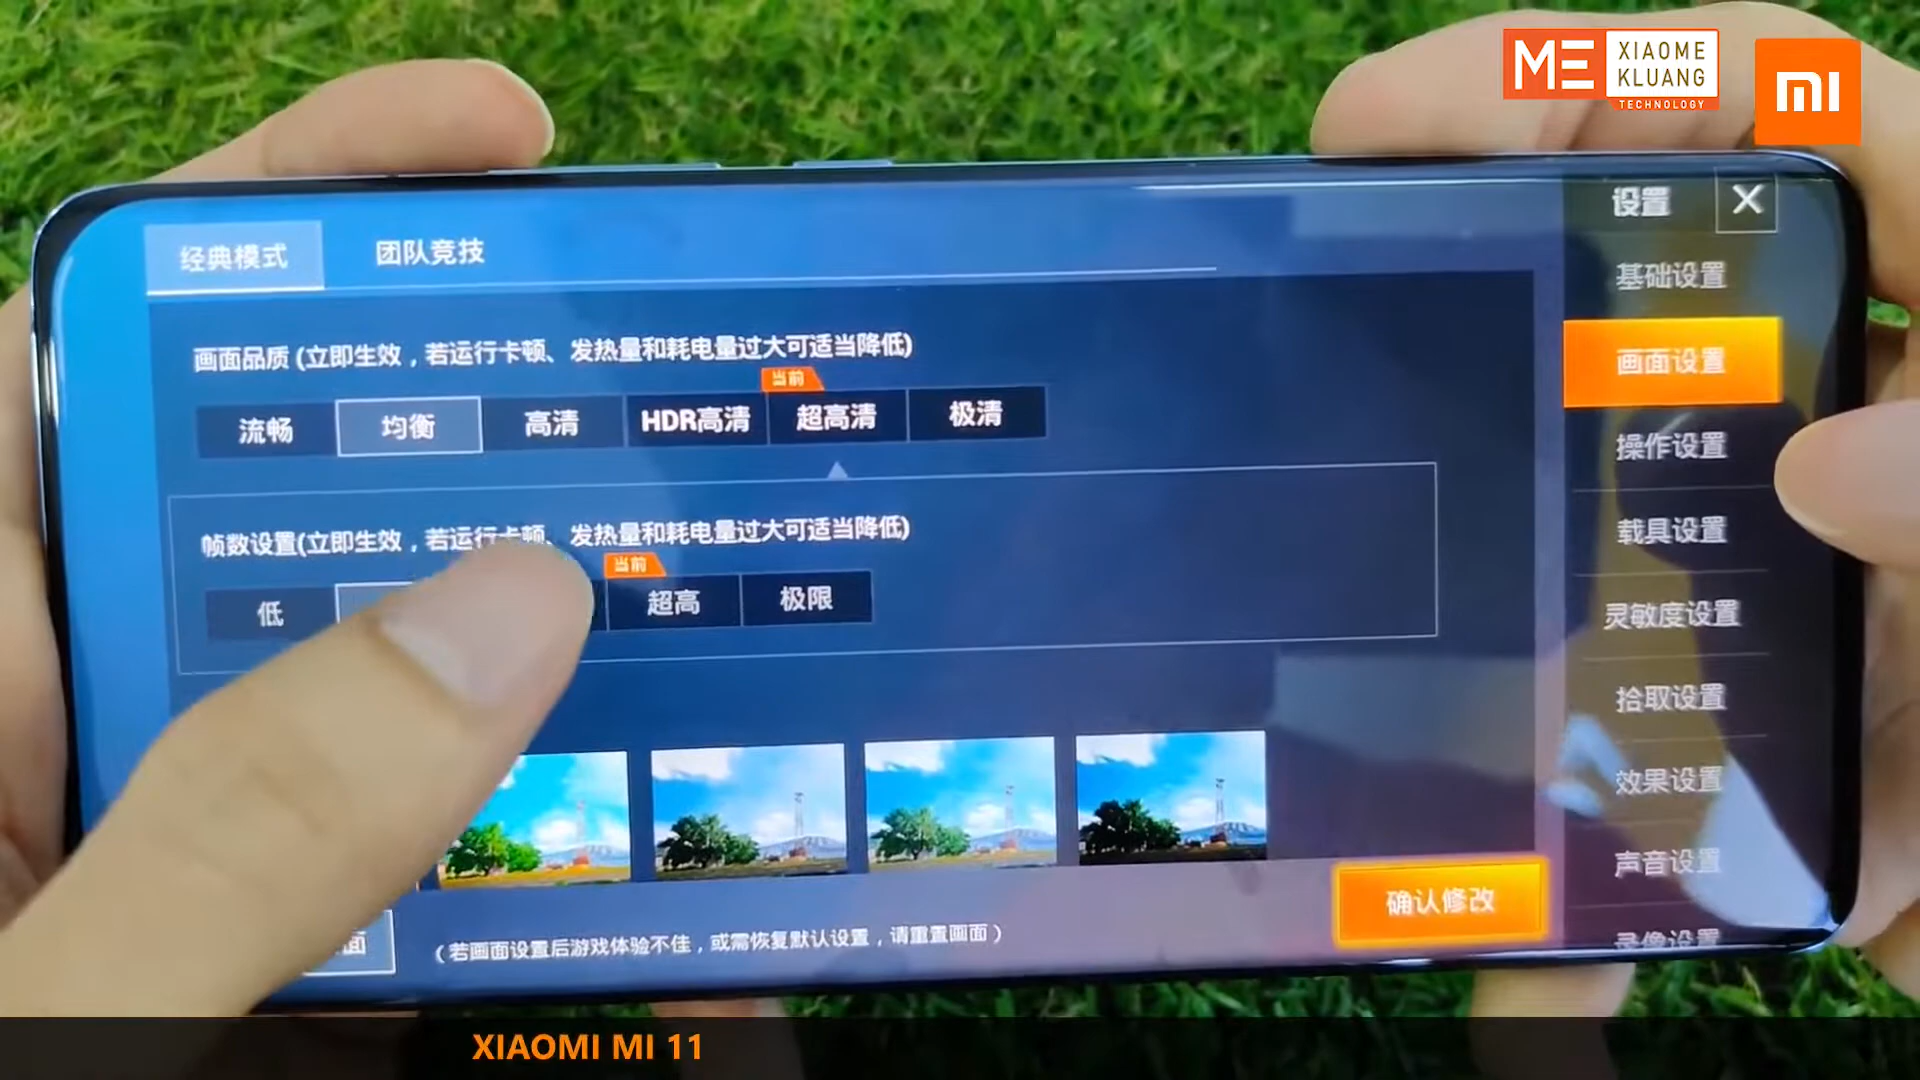 ME
XIAOME
KLUANG
TECHNOLOGY
mi
设置
X
经典模式
团队竞技
基础设置
画面品质 (立即生效，若运行卡顿、发热量和耗电量过大可适当降低)
当前
画面设置
流畅
均衡
高清
HDR高清
超高清
极清
操作设置
帧数设置(立即生效，若运行卡顿、发热量和耗电量过大可适当降低)
载具设置
当前
低
超高
极限
灵敏度设置
拾取设置
效果设置
声音设置
确认修改
面
(若画面设置后游戏体验不佳，或需恢复默认设置，请重置画面)
录像设置
XIAOMI MI 11